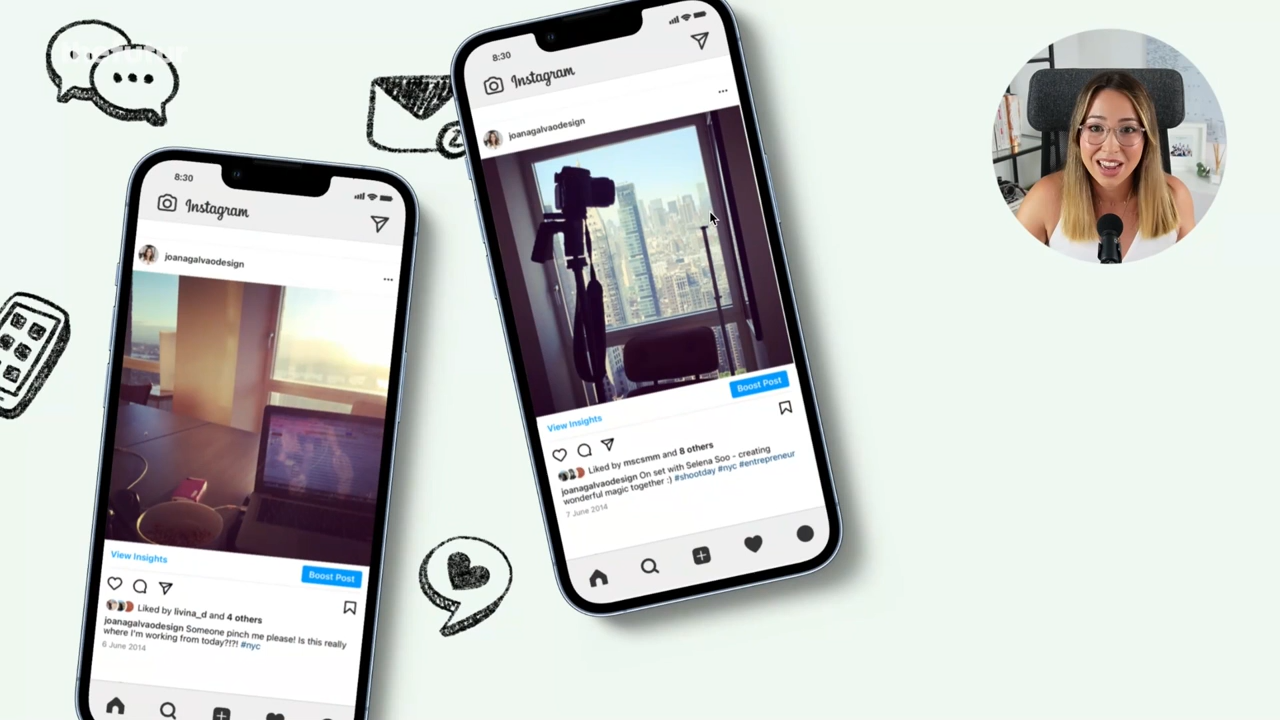 8:30
Instagram
joanagalvaodesign
View Insights
Boost Post
Liked by livina_d and 4 others
joanagalvaodesign Someone pinch me please! Is this really
where I'm working from today?!?! #nyc
6 June 2014
8:30
Instagram
joanagalvaodesign
View Insights
Boost Post
Liked by mscsmm and 8 others
joanagalvaodesign On set with Selena Soo - creating
wonderful magic together :) #shootday #nyc #entrepreneur
7 June 2014